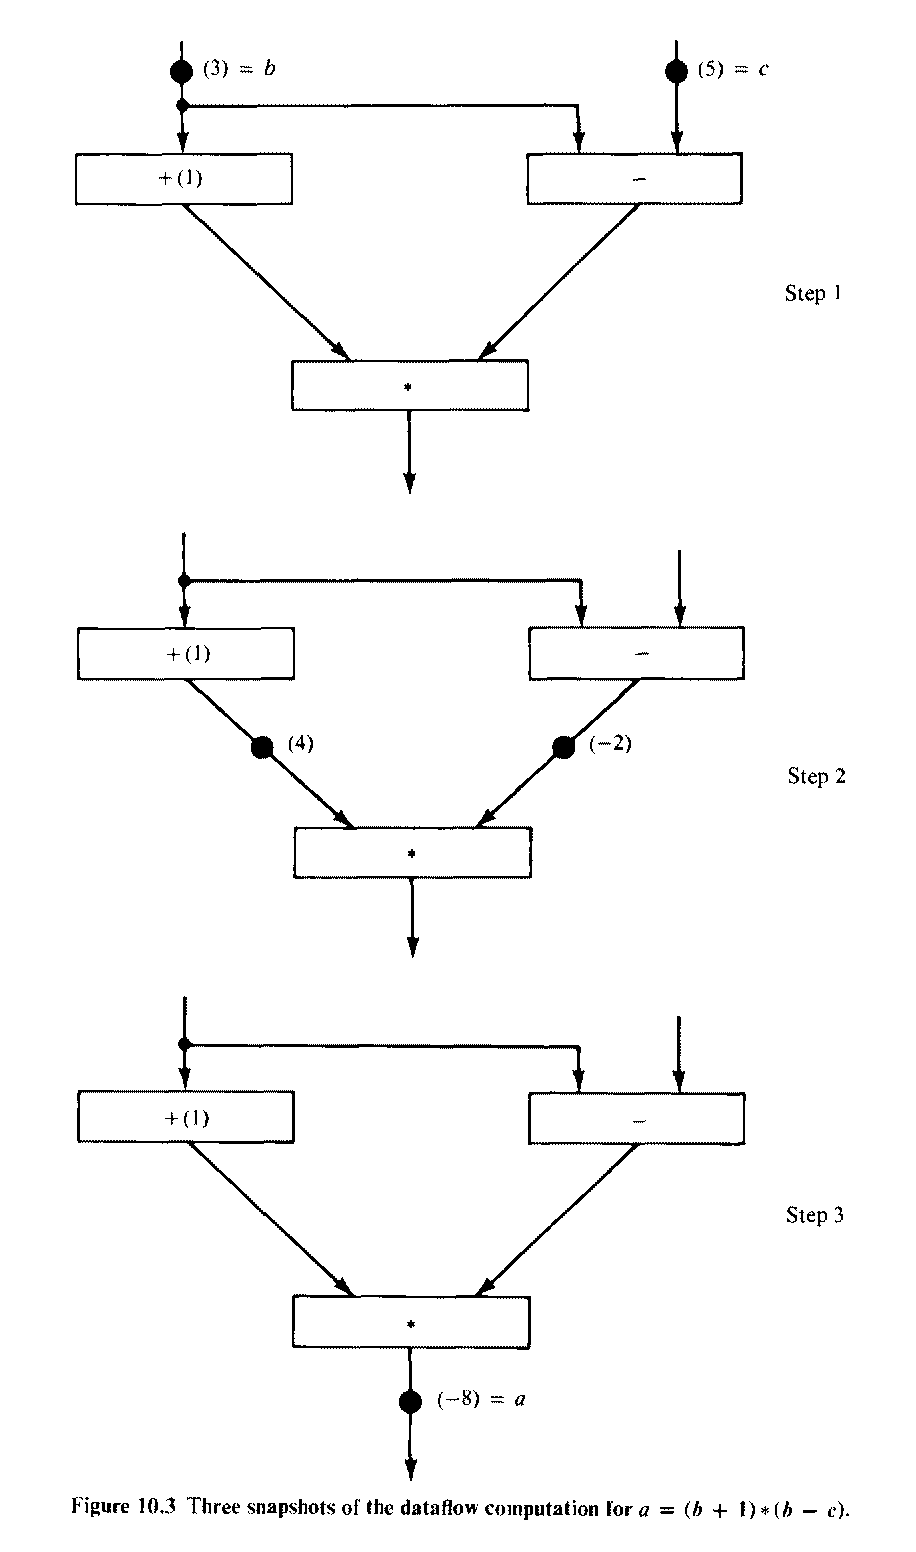 (3) = b
(5) = c
+ (1)
−
Step 1
*
+ (1)
−
(4)
(−2)
Step 2
*
+ (1)
−
Step 3
*
(−8) = a
Figure 10.3 Three snapshots of the dataflow computation for a = (b + 1) * (b − c).